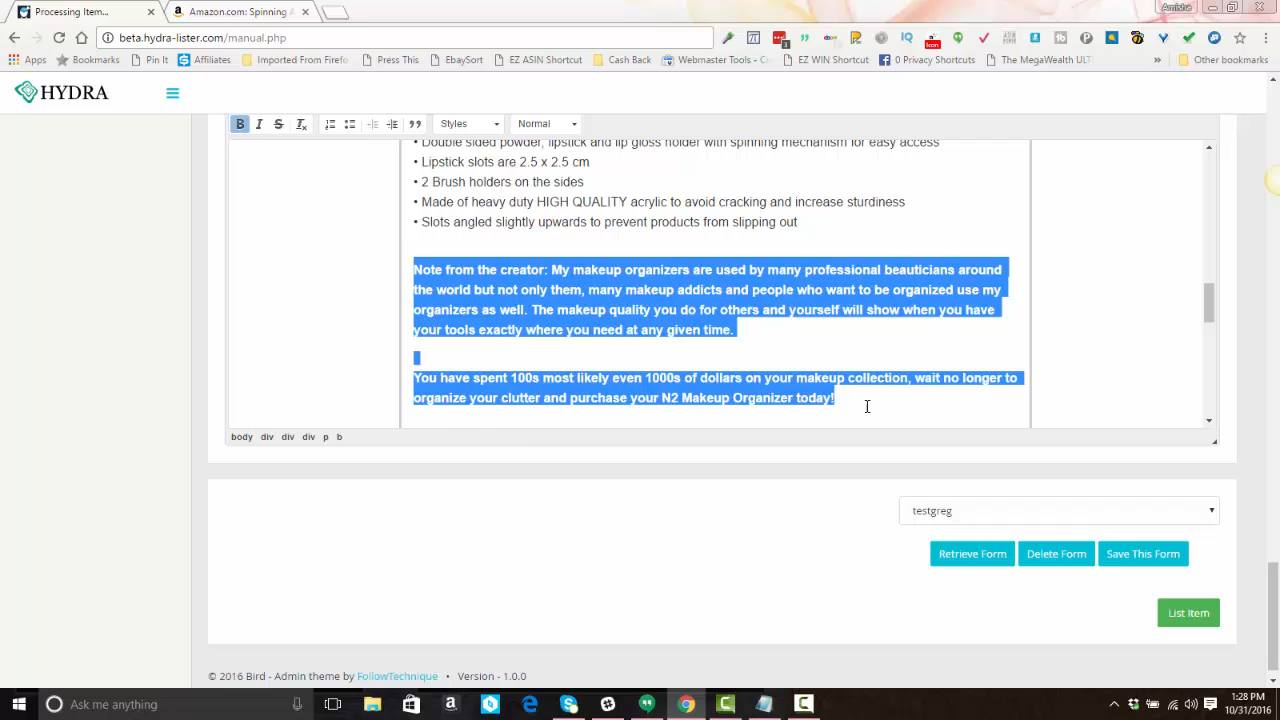 Processing Item...
Amazon.com: Spinning A
Amisha
beta.hydra-lister.com/manual.php
Apps
Bookmarks
Pin It
Affiliates
Imported From Firefo
Press This
EbaySoft
EZ ASIN Shortcut
Cash Back
Webmaster Tools - C
EZ WIN Shortcut
0 Privacy Shortcuts
The MegaWealth ULTI
»
Other bookmarks
HYDRA
B I S Tx
Styles
Normal
• Double sided powder, lipstick and lip gloss holder with spinning mechanism for easy access
• Lipstick slots are 2.5 x 2.5 cm
• 2 Brush holders on the sides
• Made of heavy duty HIGH QUALITY acrylic to avoid cracking and increase sturdiness
• Slots angled slightly upwards to prevent products from slipping out
Note from the creator: My makeup organizers are used by many professional beauticians around
the world but not only them, many makeup addicts and people who want to be organized use my
organizers as well. The makeup quality you do for others and yourself will show when you have
your tools exactly where you need at any given time.
You have spent 100s most likely even 1000s of dollars on your makeup collection, wait no longer to
organize your clutter and purchase your N2 Makeup Organizer today!
body div div div p b
testgreg
Retrieve Form
Delete Form
Save This Form
List Item
© 2016 Bird - Admin theme by FollowTechnique • Version - 1.0.0
Ask me anything
1:28 PM
10/31/2016